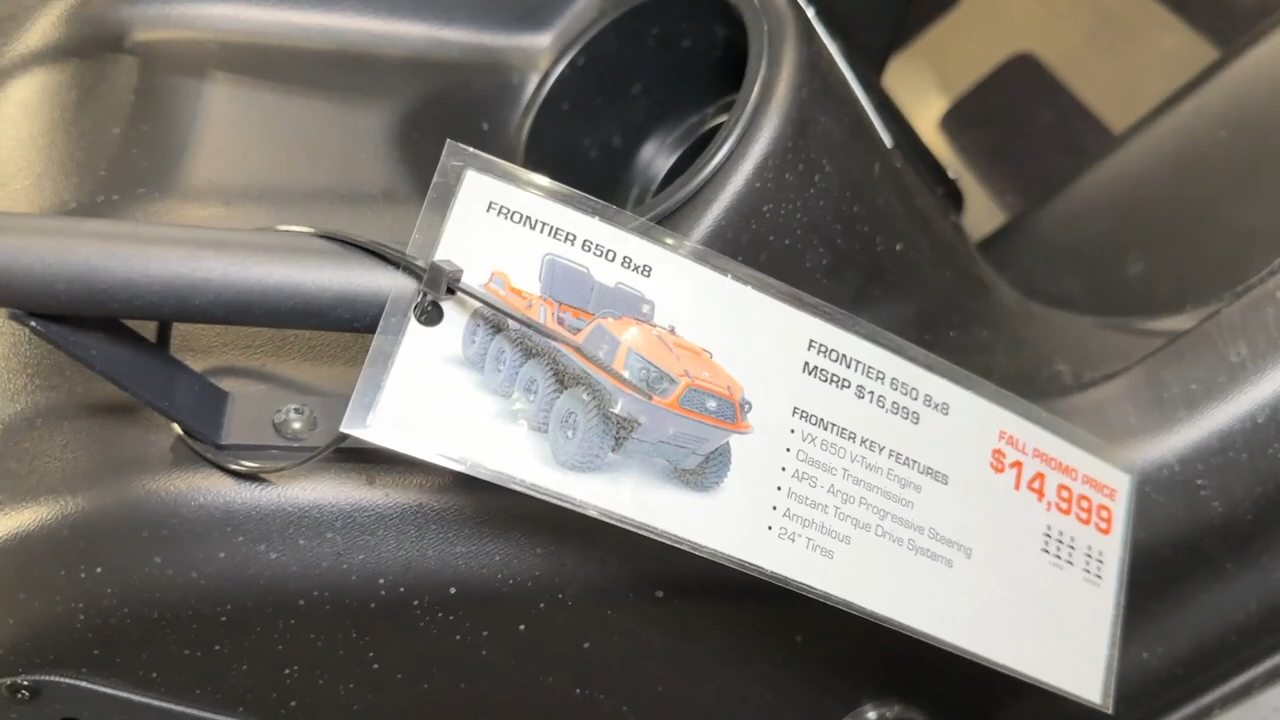 FRONTIER 650 8x8
FRONTIER 650 8x8
MSRP $16,999
FRONTIER KEY FEATURES
• VX 650 V-Twin Engine
• Classic Transmission
• APS - Argo Progressive Steering
• Instant Torque Drive Systems
• Amphibious
• 24" Tires
FALL PROMO PRICE
$14,999